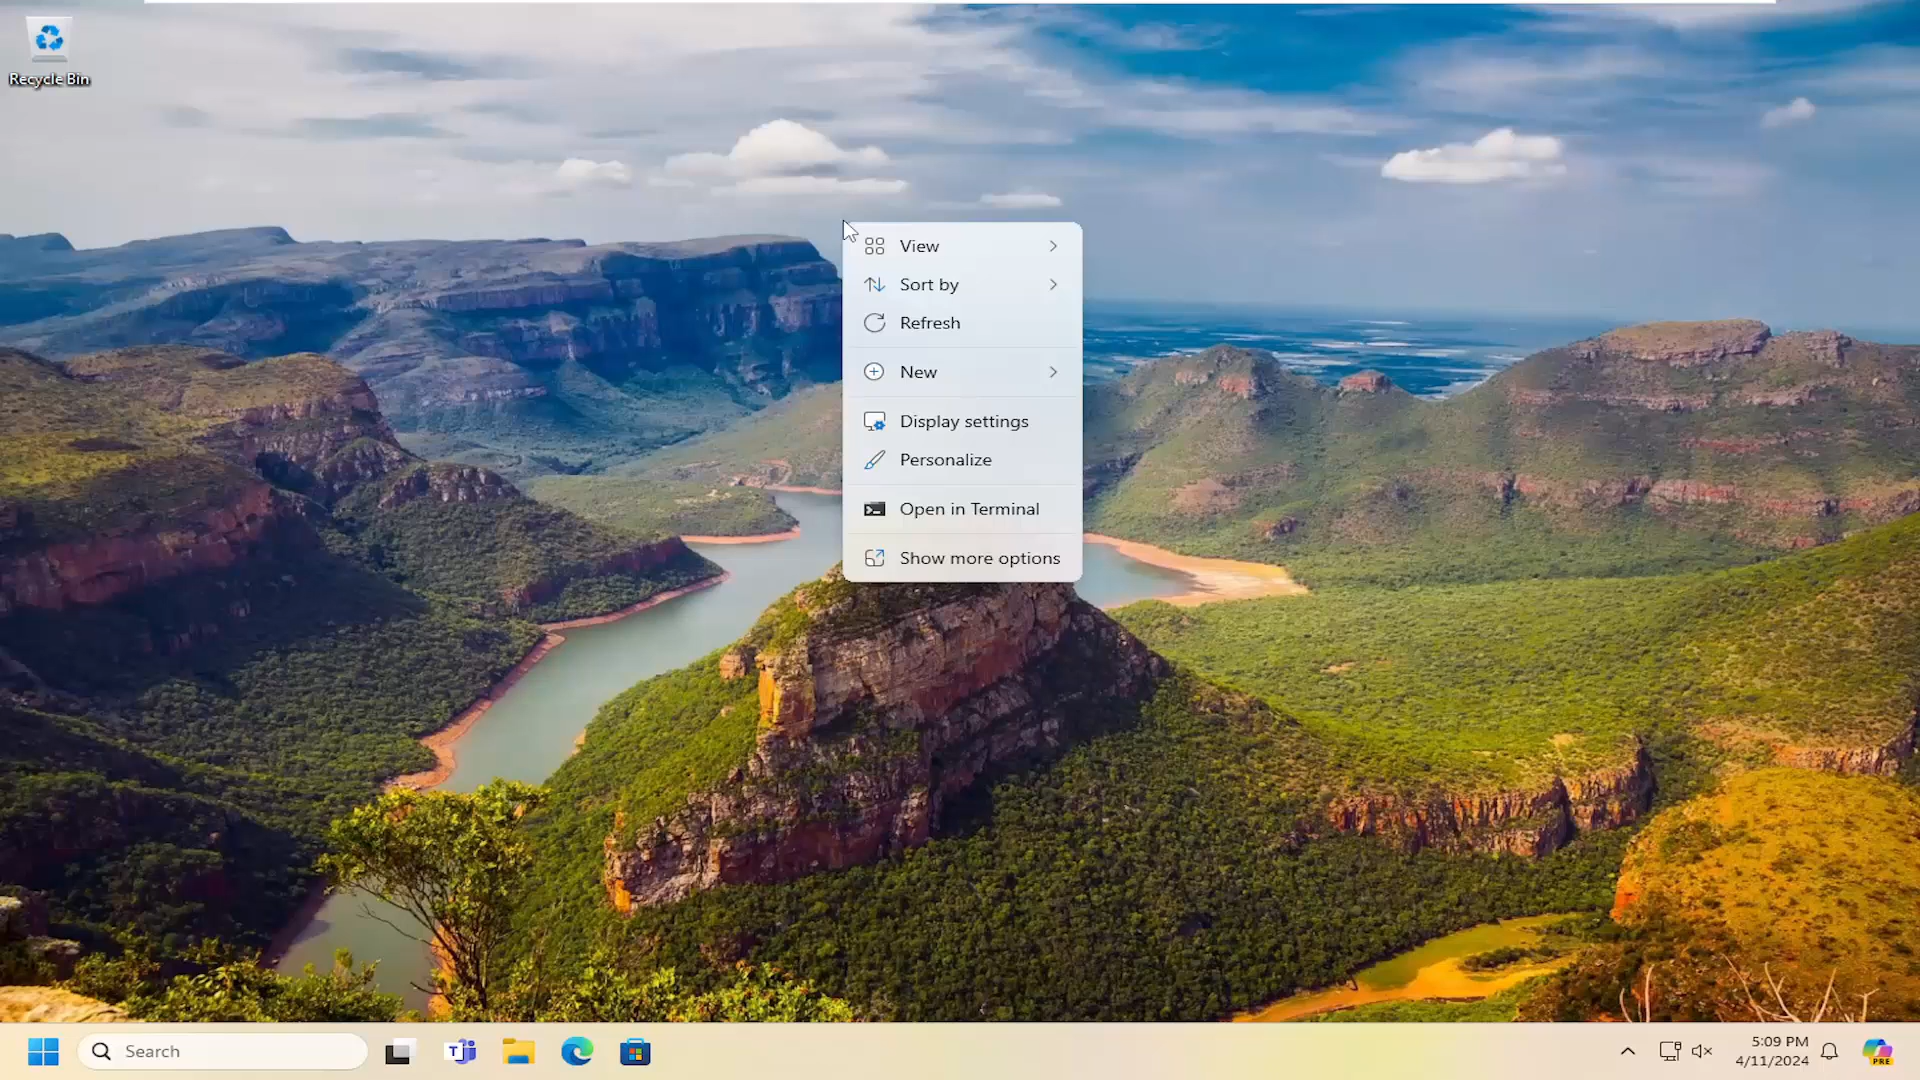 Recycle Bin
View
Sort by
Refresh
New
Display settings
Personalize
Open in Terminal
Show more options
Search
T
5:09 PM
4/11/2024
PRE